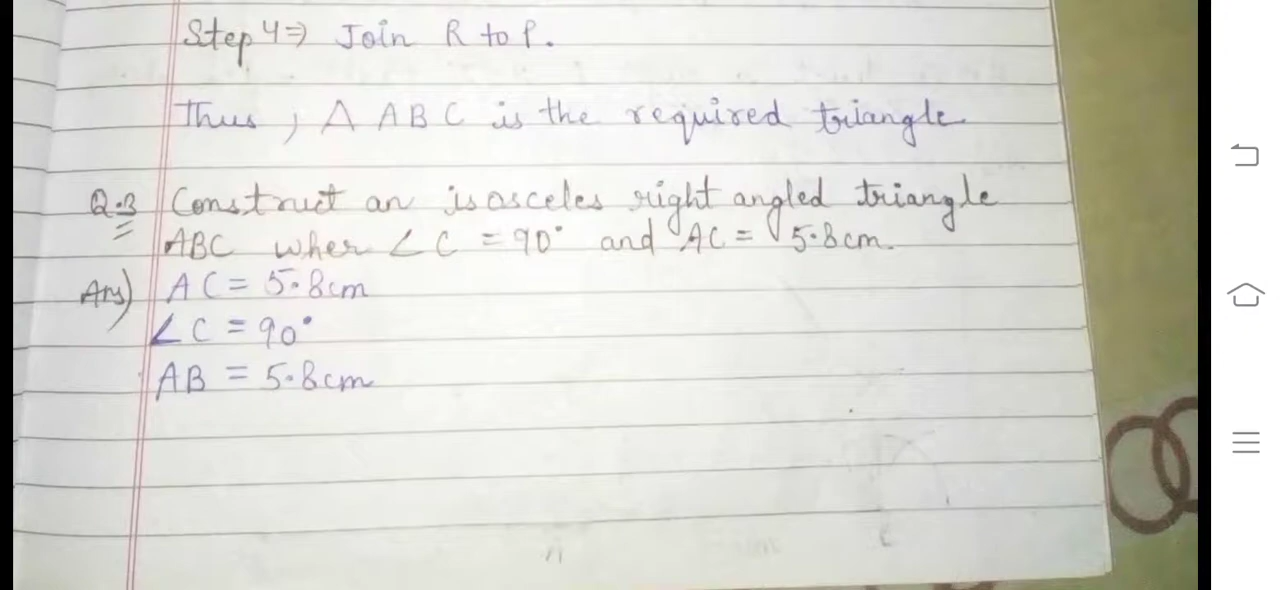 Step 4⇒ Join R to P.
Thus, △ ABC is the required triangle
Q.3 Construct an isosceles right angled triangle
ABC wher ∠C = 90° and AC = 5.8cm.
Ans) AC = 5.8cm
∠C = 90°
AB = 5.8cm